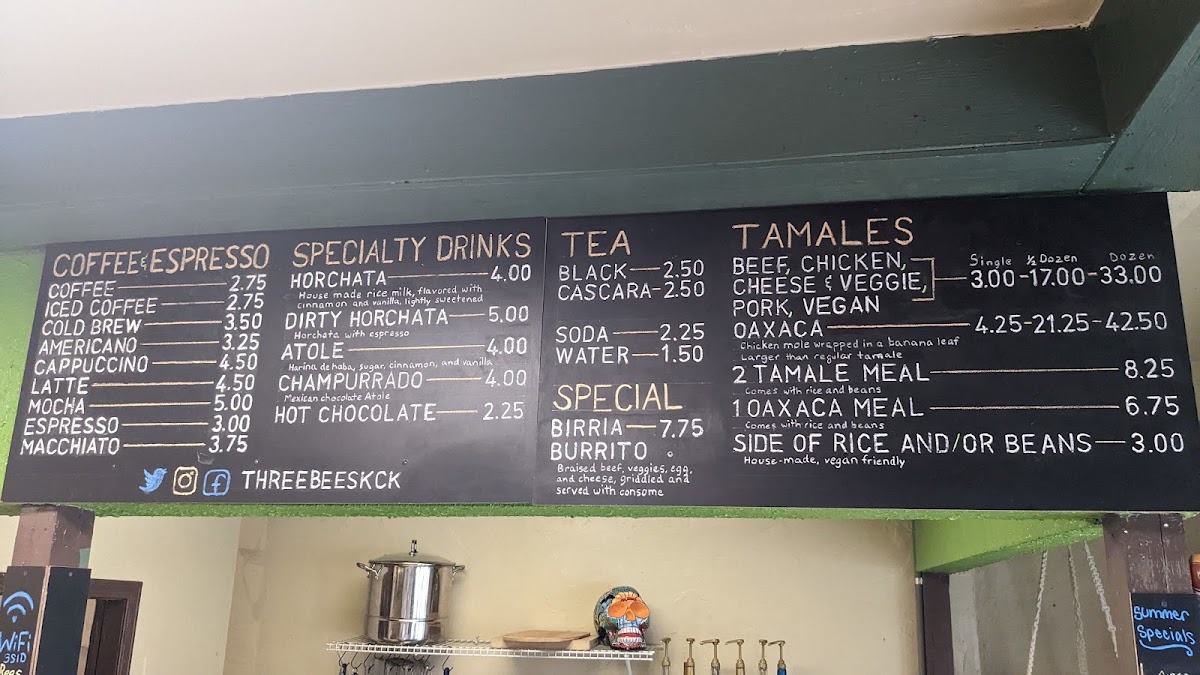 COFFEE & ESPRESSO
COFFEE 2.75
ICED COFFEE 2.75
COLD BREW 3.50
AMERICANO 3.25
CAPPUCCINO 4.50
LATTE 4.50
MOCHA 5.00
ESPRESSO 3.00
MACCHIATO 3.75
SPECIALTY DRINKS
HORCHATA 4.00
House made rice milk, flavored with
cinnamon and vanilla, lightly sweetened
DIRTY HORCHATA 5.00
Horchata with espresso
ATOLE 4.00
Harina de haba, sugar, cinnamon, and vanilla
CHAMPURRADO 4.00
Mexican chocolate Atole
HOT CHOCOLATE 2.25
THREEBEESKCK
TEA
BLACK 2.50
CASCARA 2.50
SODA 2.25
WATER 1.50
SPECIAL
BIRRIA 7.75
BURRITO
Braised beef, veggies, egg,
and cheese, griddled and
served with consome
TAMALES
Single ½ Dozen Dozen
BEEF, CHICKEN,
CHEESE & VEGGIE, 3.00-17.00-33.00
PORK, VEGAN
OAXACA 4.25-21.25-42.50
Chicken mole wrapped in a banana leaf
Larger than regular tamale
2 TAMALE MEAL 8.25
Comes with rice and beans
1 OAXACA MEAL 6.75
Comes with rice and beans
SIDE OF RICE AND/OR BEANS 3.00
House-made, vegan friendly
WiFi
Summer
Specials